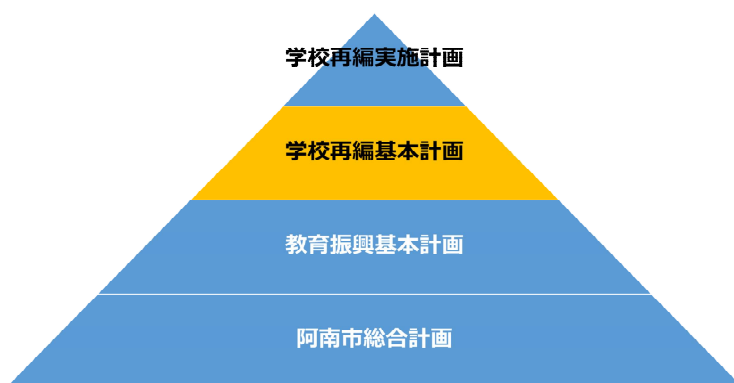 学校再編実施計画
学校再編基本計画
教育振興基本計画
阿南市総合計画